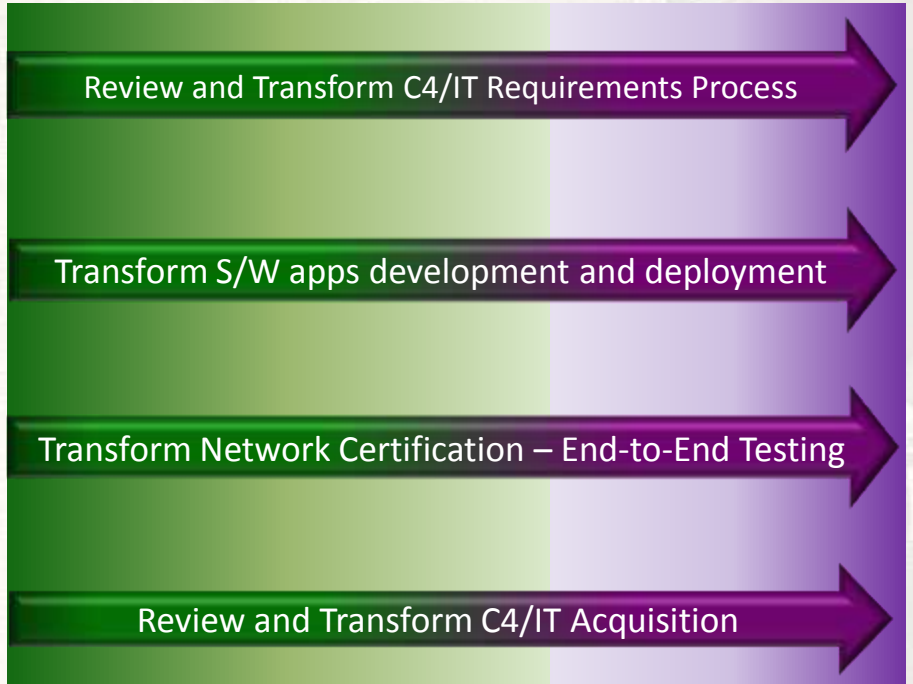 Review and Transform C4/IT Requirements Process
Transform S/W apps development and deployment
Transform Network Certification – End-to-End Testing
Review and Transform C4/IT Acquisition